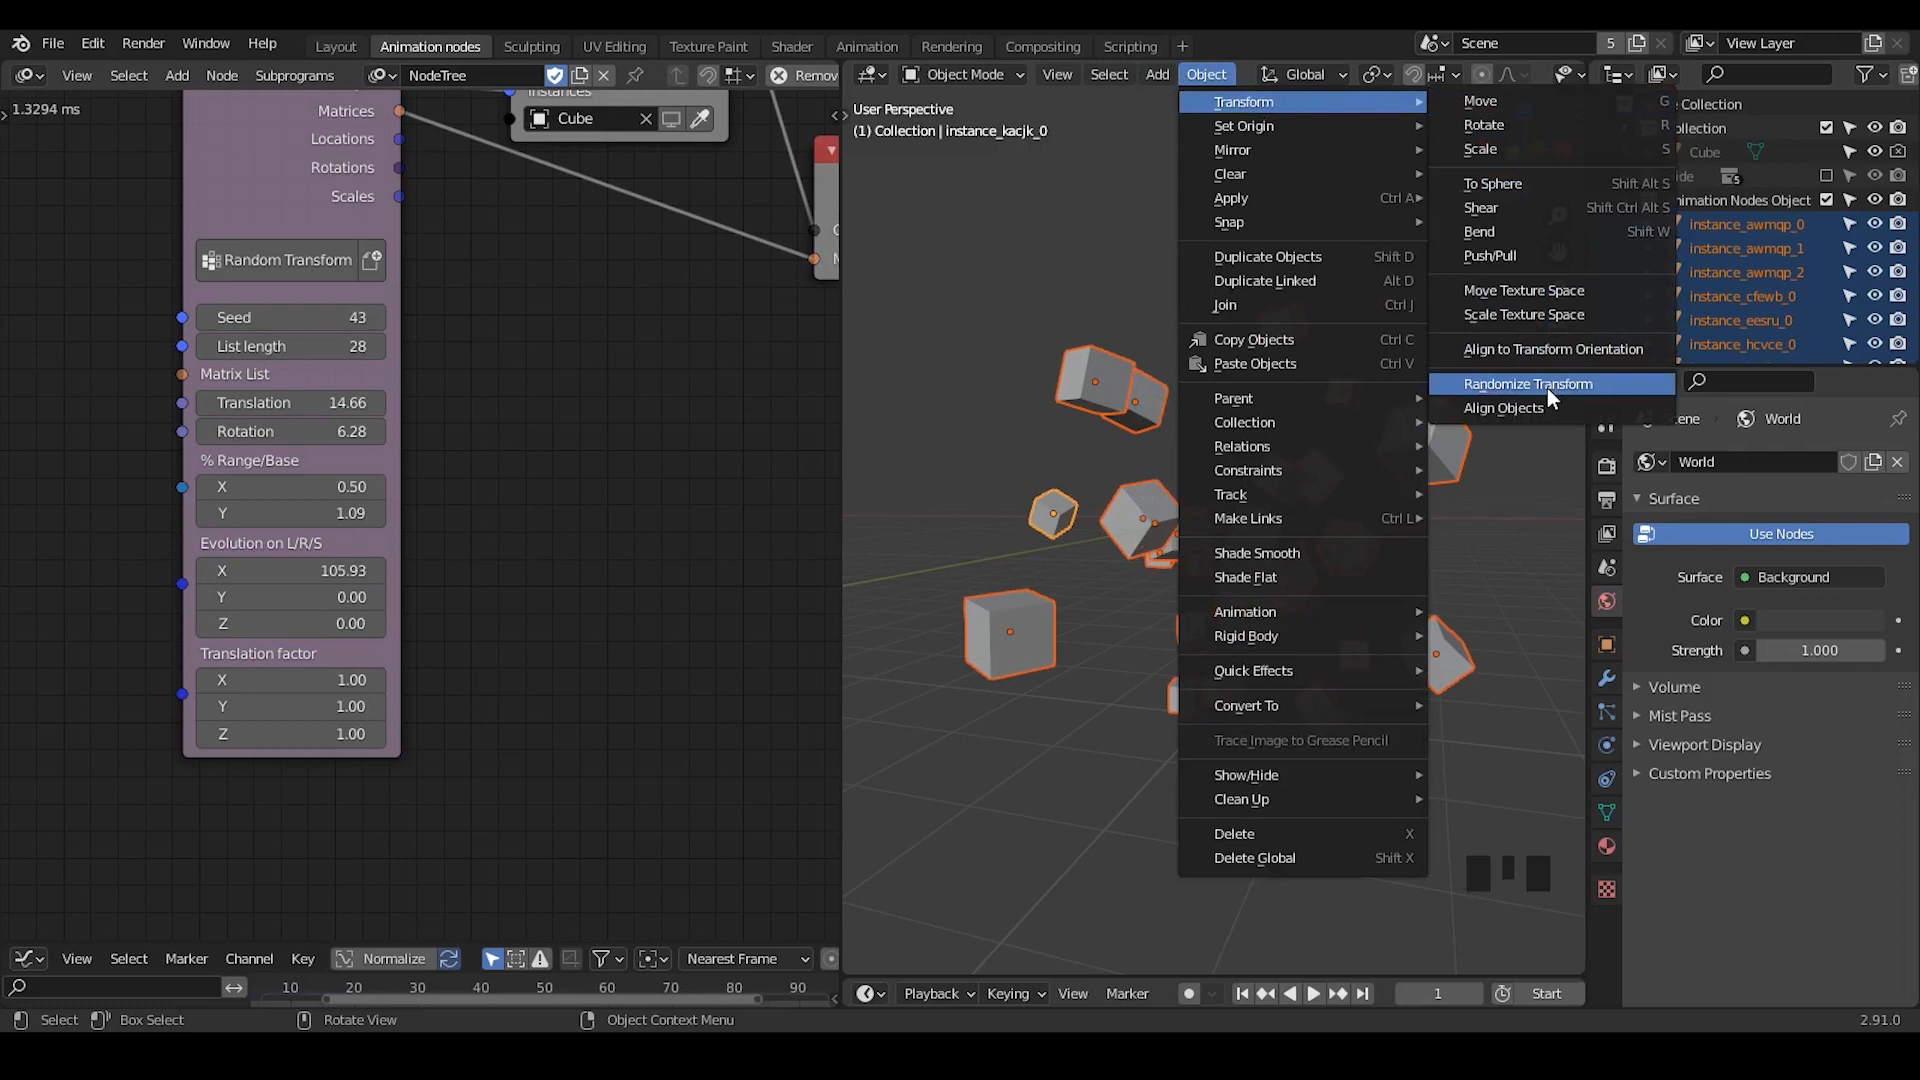 File Edit Render Window Help Layout Animation nodes Sculpting UV Editing Texture Paint Shader Animation Rendering Compositing Scripting + Scene 5 View Layer
View Select Add Node Subprograms NodeTree Remov
Object Mode View Select Add Object Global
1.3294 ms
Matrices
Locations
Rotations
Scales
Random Transform
Seed 43
List length 28
Matrix List
Translation 14.66
Rotation 6.28
% Range/Base
X 0.50
Y 1.09
Evolution on L/R/S
X 105.93
Y 0.00
Z 0.00
Translation factor
X 1.00
Y 1.00
Z 1.00
Instances
Cube
User Perspective
(1) Collection | instance_kacjk_0
Transform
Set Origin
Mirror
Clear
Apply Ctrl A
Snap
Duplicate Objects Shift D
Duplicate Linked Alt D
Join Ctrl J
Copy Objects Ctrl C
Paste Objects Ctrl V
Parent
Collection
Relations
Constraints
Track
Make Links Ctrl L
Shade Smooth
Shade Flat
Animation
Rigid Body
Quick Effects
Convert To
Trace Image to Grease Pencil
Show/Hide
Clean Up
Delete X
Delete Global Shift X
Move G
Rotate R
Scale S
To Sphere Shift Alt S
Shear Shift Ctrl Alt S
Bend Shift W
Push/Pull
Move Texture Space
Scale Texture Space
Align to Transform Orientation
Randomize Transform
Align Objects
e Collection
ollection
Cube
ide 5
nimation Nodes Object
instance_awmqp_0
instance_awmqp_1
instance_awmqp_2
instance_cfewb_0
instance_eesru_0
instance_hcvce_0
ene World
World
Surface
Use Nodes
Surface Background
Color
Strength 1.000
Volume
Mist Pass
Viewport Display
Custom Properties
View Select Marker Channel Key Normalize Nearest Frame
10 20 30 40 50 60 70 80 90
Playback Keying View Marker 1 Start
Select Box Select Rotate View Object Context Menu 2.91.0